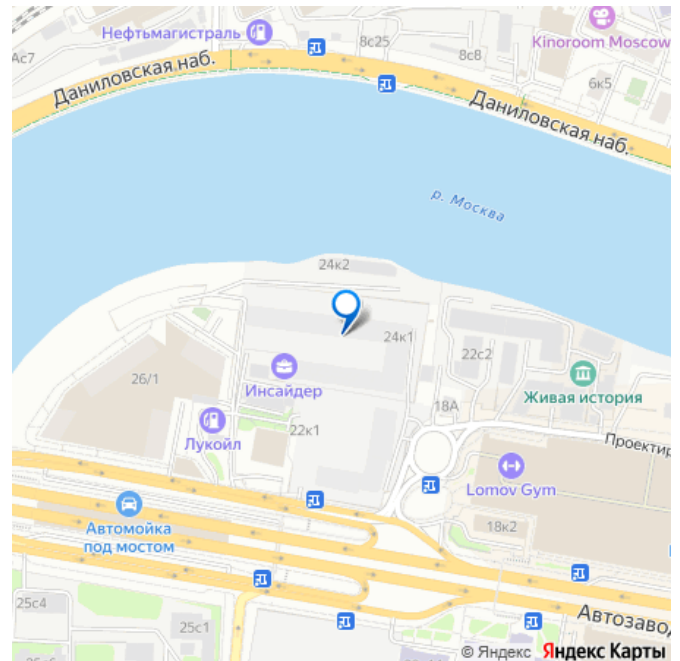 Нефтьмагистраль
8с25
8с8
Kinoroom Moscow
Ас7
6к5
Даниловская наб.
Даниловская наб.
р. Москва
24к2
24к1
22с2
26/1
Инсайдер
Живая история
18А
Лукойл
22к1
Проектир
Lomov Gym
Автомойка
под мостом
18к2
25с4
25с1
Автозавод
© Яндекс Яндекс Карты